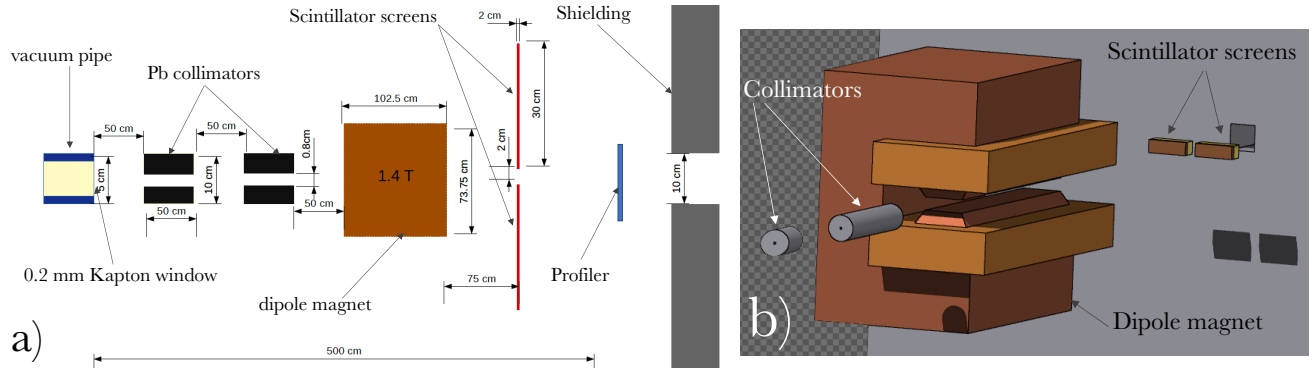 Scintillator screens
2 cm
Shielding
vacuum pipe
Pb collimators
102.5 cm
30 cm
50 cm
50 cm
0.8cm
2 cm
5 cm
10 cm
1.4 T
73.75 cm
10 cm
50 cm
50 cm
0.2 mm Kapton window
dipole magnet
75 cm
Profiler
a)
500 cm
Scintillator screens
Collimators
Dipole magnet
b)